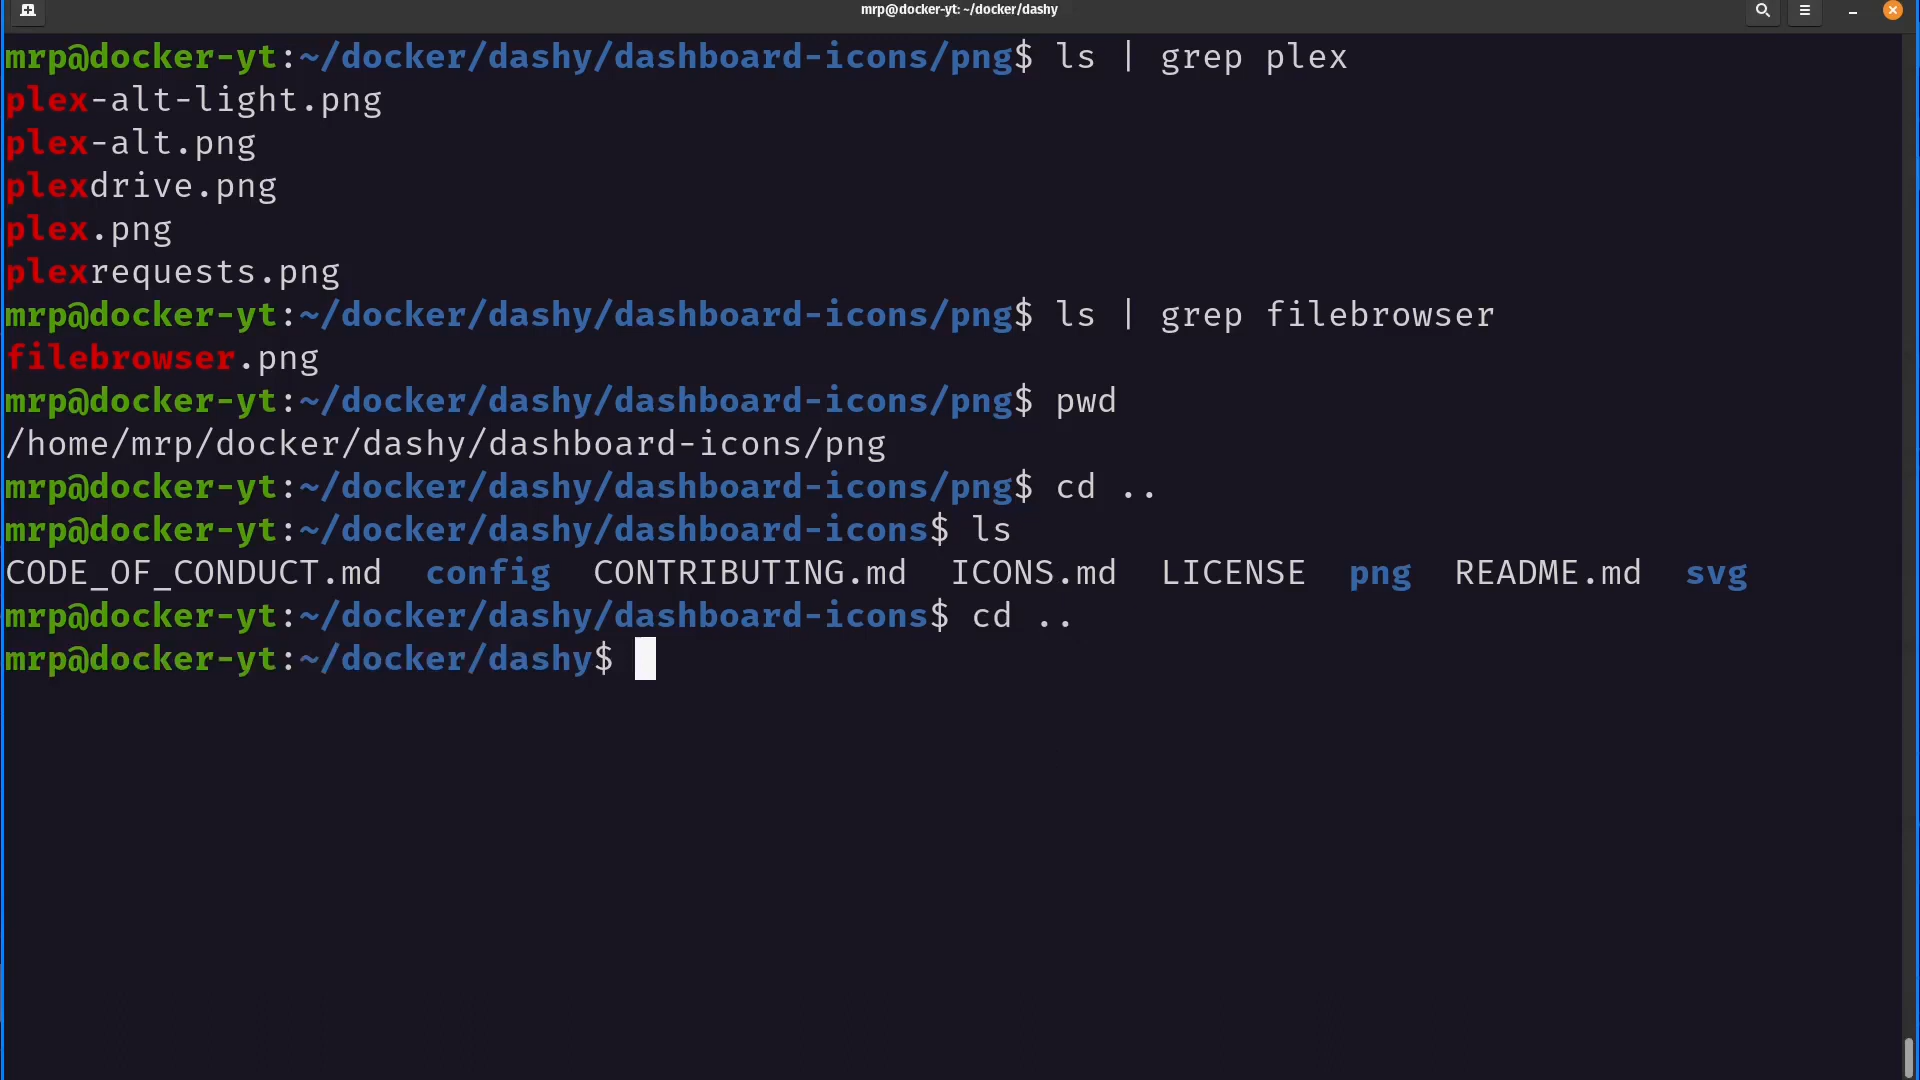 mrp@docker-yt: ~/docker/dashy
mrp@docker-yt:~/docker/dashy/dashboard-icons/png$ ls | grep plex
plex-alt-light.png
plex-alt.png
plexdrive.png
plex.png
plexrequests.png
mrp@docker-yt:~/docker/dashy/dashboard-icons/png$ ls | grep filebrowser
filebrowser.png
mrp@docker-yt:~/docker/dashy/dashboard-icons/png$ pwd
/home/mrp/docker/dashy/dashboard-icons/png
mrp@docker-yt:~/docker/dashy/dashboard-icons/png$ cd ..
mrp@docker-yt:~/docker/dashy/dashboard-icons$ ls
CODE_OF_CONDUCT.md  config  CONTRIBUTING.md  ICONS.md  LICENSE  png  README.md  svg
mrp@docker-yt:~/docker/dashy/dashboard-icons$ cd ..
mrp@docker-yt:~/docker/dashy$